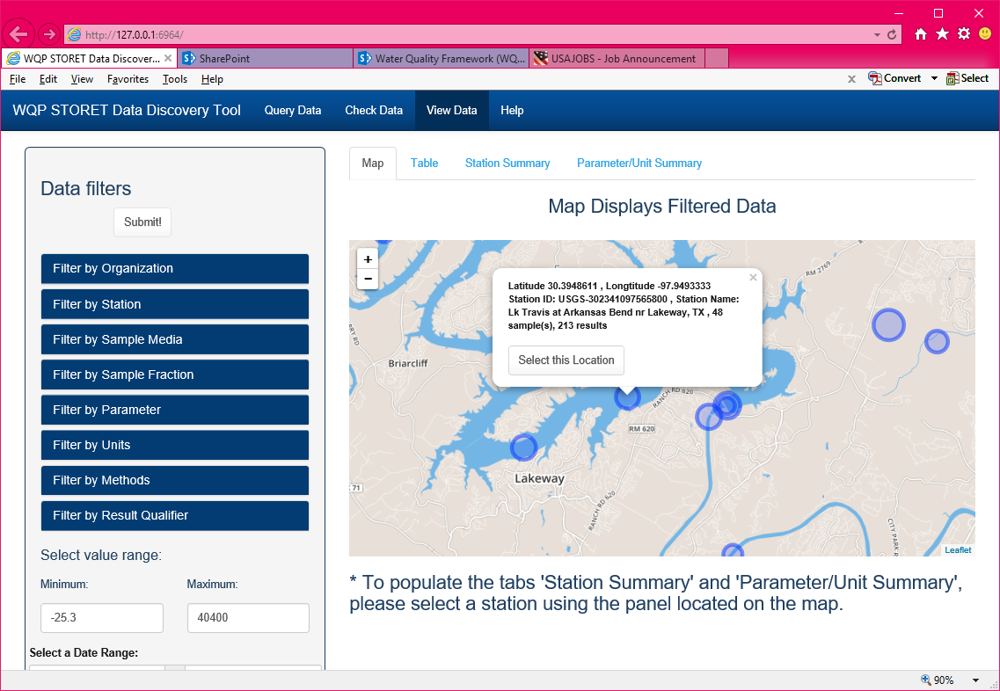 http://127.0.0.1:6964/
WQP STORET Data Discover...
SharePoint
Water Quality Framework (WQ...
USAJOBS - Job Announcement
File Edit View Favorites Tools Help
x Convert Select
WQP STORET Data Discovery Tool Query Data Check Data View Data Help
Data filters
Submit!
Filter by Organization
Filter by Station
Filter by Sample Media
Filter by Sample Fraction
Filter by Parameter
Filter by Units
Filter by Methods
Filter by Result Qualifier
Select value range:
Minimum: Maximum:
-25.3 40400
Select a Date Range:
Map Table Station Summary Parameter/Unit Summary
Map Displays Filtered Data
+
−
Latitude 30.3948611 , Longtitude -97.9493333
Station ID: USGS-302341097565800 , Station Name:
Lk Travis at Arkansas Bend nr Lakeway, TX , 48
sample(s), 213 results
×
Select this Location
RM 2769
RRY RD
Briarcliff
RANCH RD 620
RM 620
Lakeway
71
RANCH RD 620
CITY PARK R
Leaflet
* To populate the tabs 'Station Summary' and 'Parameter/Unit Summary',
please select a station using the panel located on the map.
90%